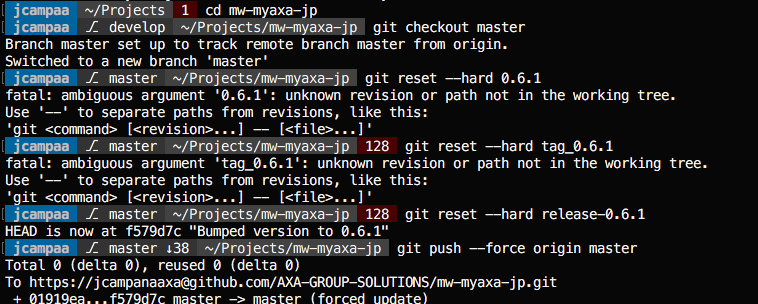 jcampaa ~/Projects 1 cd mw-myaxa-jp
jcampaa ⎇ develop ~/Projects/mw-myaxa-jp git checkout master
Branch master set up to track remote branch master from origin.
Switched to a new branch 'master'
jcampaa ⎇ master ~/Projects/mw-myaxa-jp git reset --hard 0.6.1
fatal: ambiguous argument '0.6.1': unknown revision or path not in the working tree.
Use '--' to separate paths from revisions, like this:
'git <command> [<revision>...] -- [<file>...]'
jcampaa ⎇ master ~/Projects/mw-myaxa-jp 128 git reset --hard tag_0.6.1
fatal: ambiguous argument 'tag_0.6.1': unknown revision or path not in the working tree.
Use '--' to separate paths from revisions, like this:
'git <command> [<revision>...] -- [<file>...]'
jcampaa ⎇ master ~/Projects/mw-myaxa-jp 128 git reset --hard release-0.6.1
HEAD is now at f579d7c "Bumped version to 0.6.1"
jcampaa ⎇ master ↓38 ~/Projects/mw-myaxa-jp git push --force origin master
Total 0 (delta 0), reused 0 (delta 0)
To https://jcampanaaxa@github.com/AXA-GROUP-SOLUTIONS/mw-myaxa-jp.git
+ 01919ea...f579d7c master -> master (forced update)